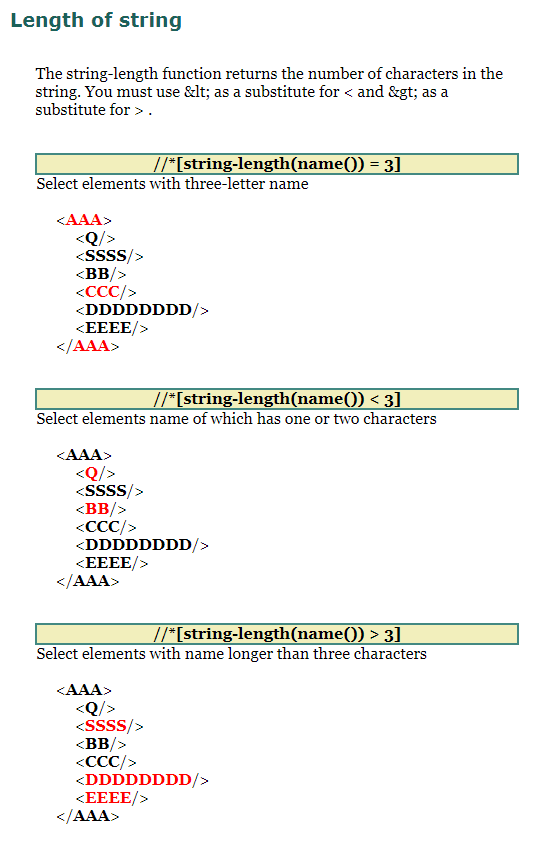 Length of string
The string-length function returns the number of characters in the
string. You must use &lt; as a substitute for < and &gt; as a
substitute for > .
//*[string-length(name()) = 3]
Select elements with three-letter name
<AAA>
<Q/>
<SSSS/>
<BB/>
<CCC/>
<DDDDDDDD/>
<EEEE/>
</AAA>
//*[string-length(name()) < 3]
Select elements name of which has one or two characters
<AAA>
<Q/>
<SSSS/>
<BB/>
<CCC/>
<DDDDDDDD/>
<EEEE/>
</AAA>
//*[string-length(name()) > 3]
Select elements with name longer than three characters
<AAA>
<Q/>
<SSSS/>
<BB/>
<CCC/>
<DDDDDDDD/>
<EEEE/>
</AAA>